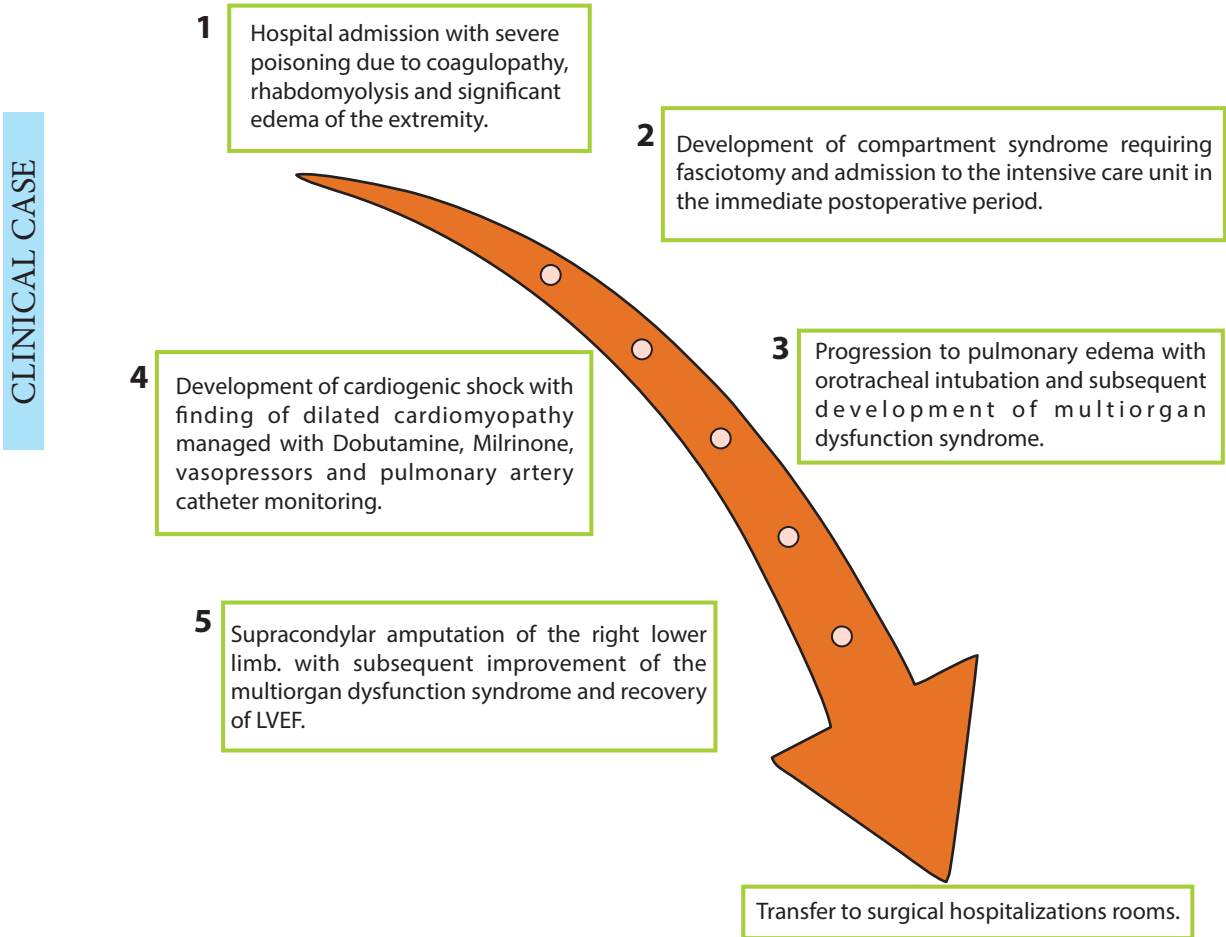 CLINICAL CASE
1
Hospital admission with severe
poisoning due to coagulopathy,
rhabdomyolysis and significant
edema of the extremity.
2
Development of compartment syndrome requiring
fasciotomy and admission to the intensive care unit in
the immediate postoperative period.
3
Progression to pulmonary edema with
orotracheal intubation and subsequent
development of multiorgan
dysfunction syndrome.
4
Development of cardiogenic shock with
finding of dilated cardiomyopathy
managed with Dobutamine, Milrinone,
vasopressors and pulmonary artery
catheter monitoring.
5
Supracondylar amputation of the right lower
limb. with subsequent improvement of the
multiorgan dysfunction syndrome and recovery
of LVEF.
Transfer to surgical hospitalizations rooms.